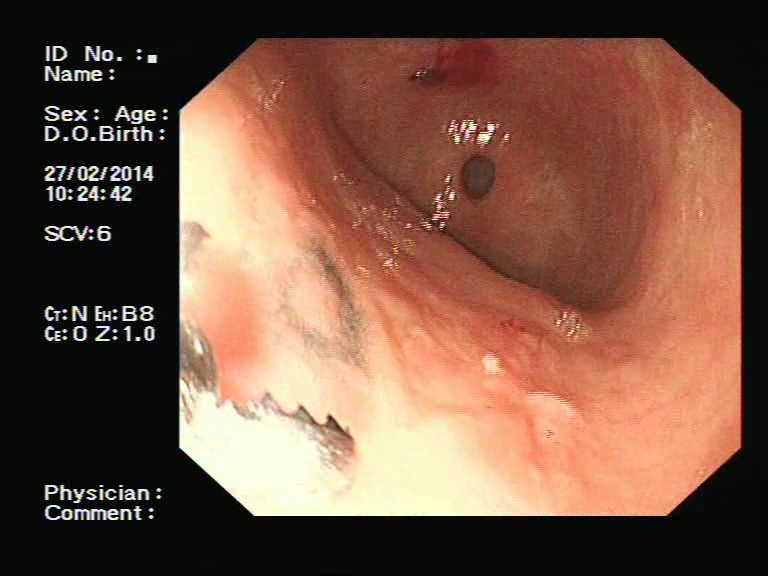 ID No. :
Name:
Sex: Age:
D.O.Birth:
27/02/2014
10:24:42
SCV:6
CT:N EH:B8
CE:0 Z:1.0
Physician:
Comment: